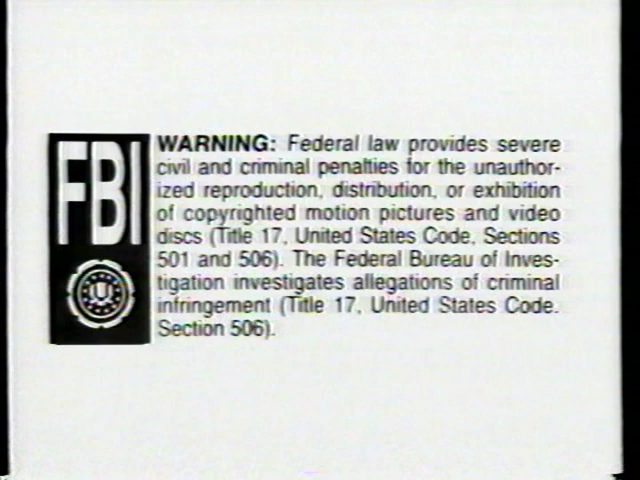 FBI
WARNING: Federal law provides severe
civil and criminal penalties for the unauthor-
ized reproduction, distribution, or exhibition
of copyrighted motion pictures and video
discs (Title 17, United States Code, Sections
501 and 506). The Federal Bureau of Inves-
tigation investigates allegations of criminal
infringement (Title 17, United States Code.
Section 506).